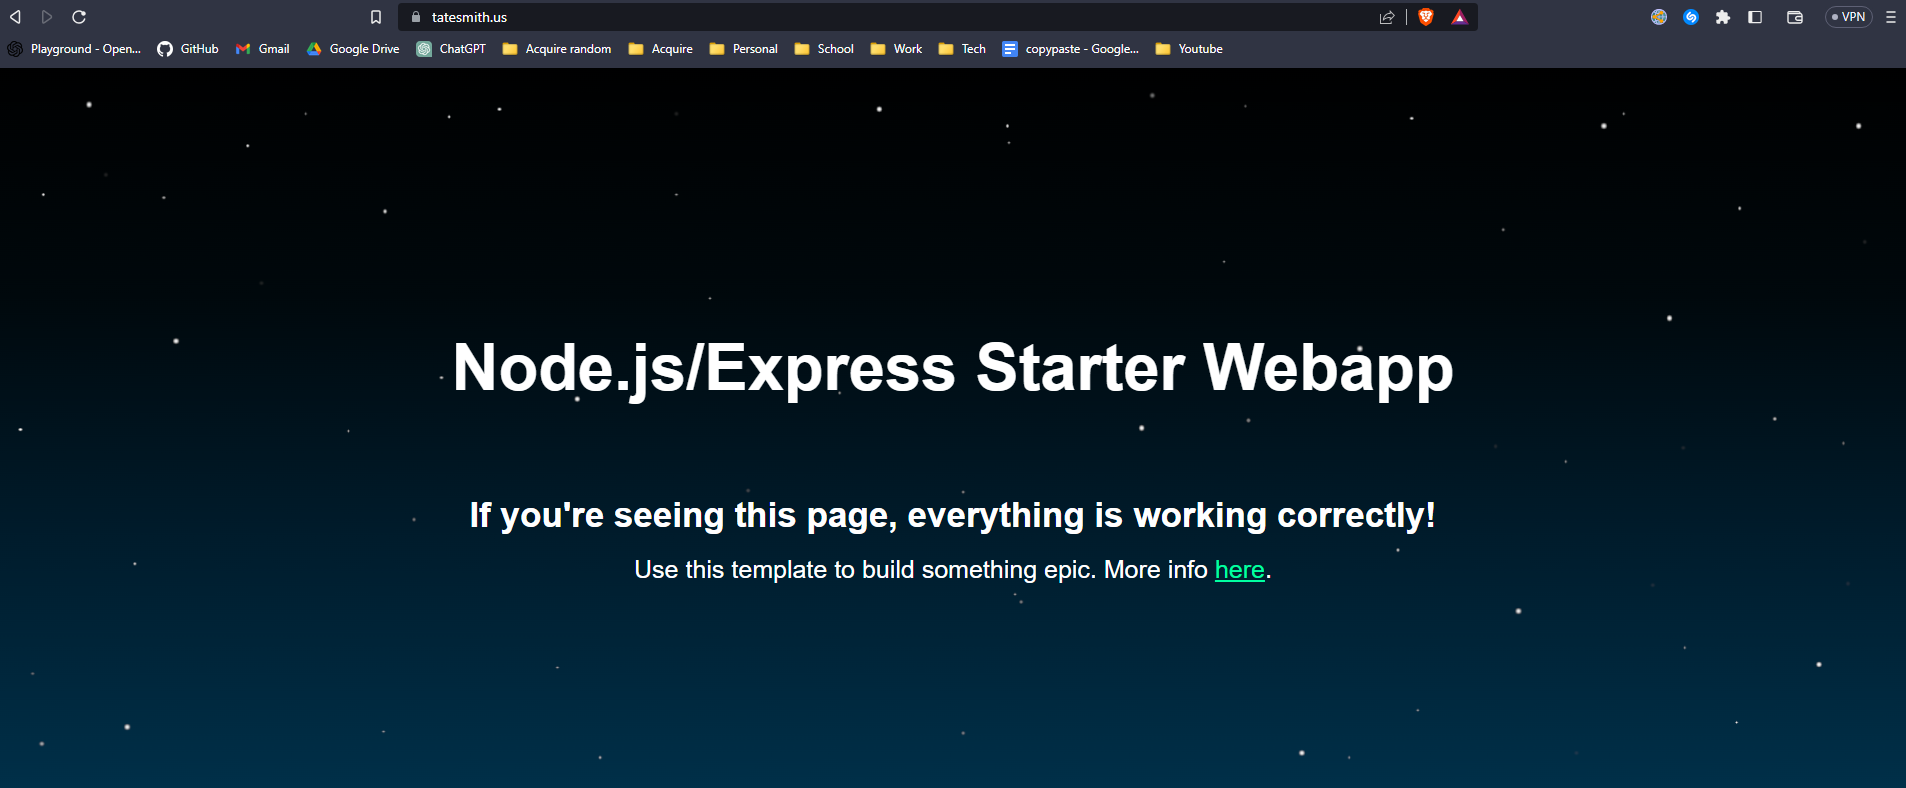 tatesmith.us
VPN
Playground - Open... GitHub Gmail Google Drive ChatGPT Acquire random Acquire Personal School Work Tech copypaste - Google... Youtube
Node.js/Express Starter Webapp
If you're seeing this page, everything is working correctly!
Use this template to build something epic. More info here.